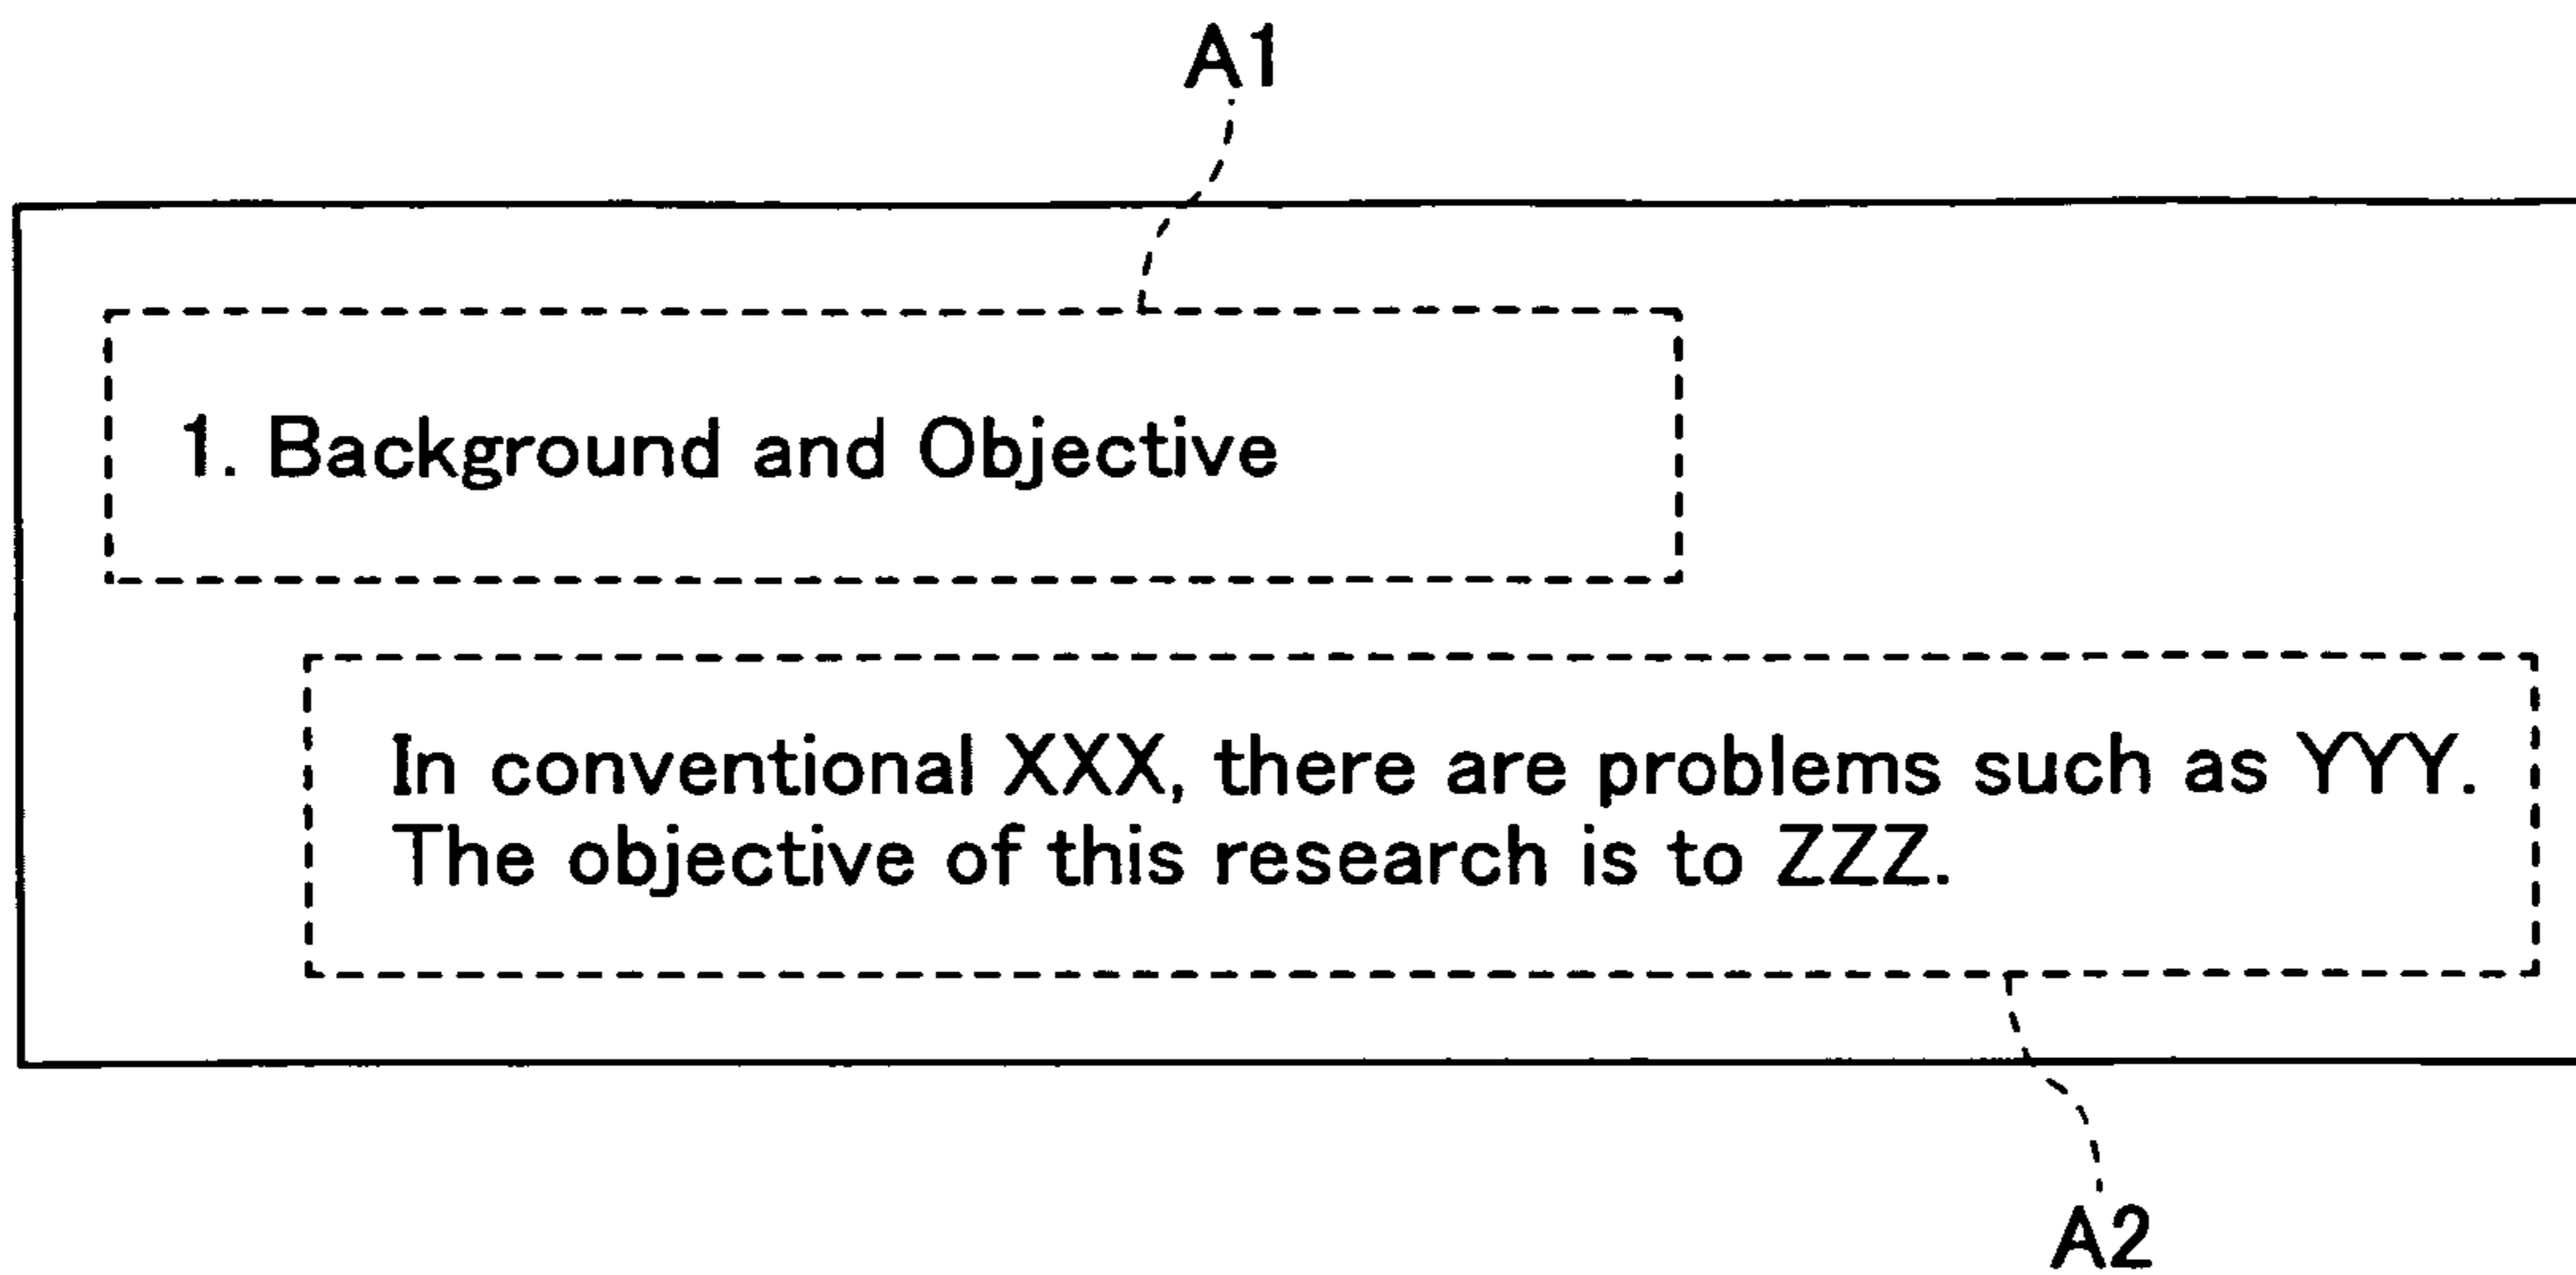 A1
1. Background and Objective
In conventional XXX, there are problems such as YYY.
The objective of this research is to ZZZ.
A2